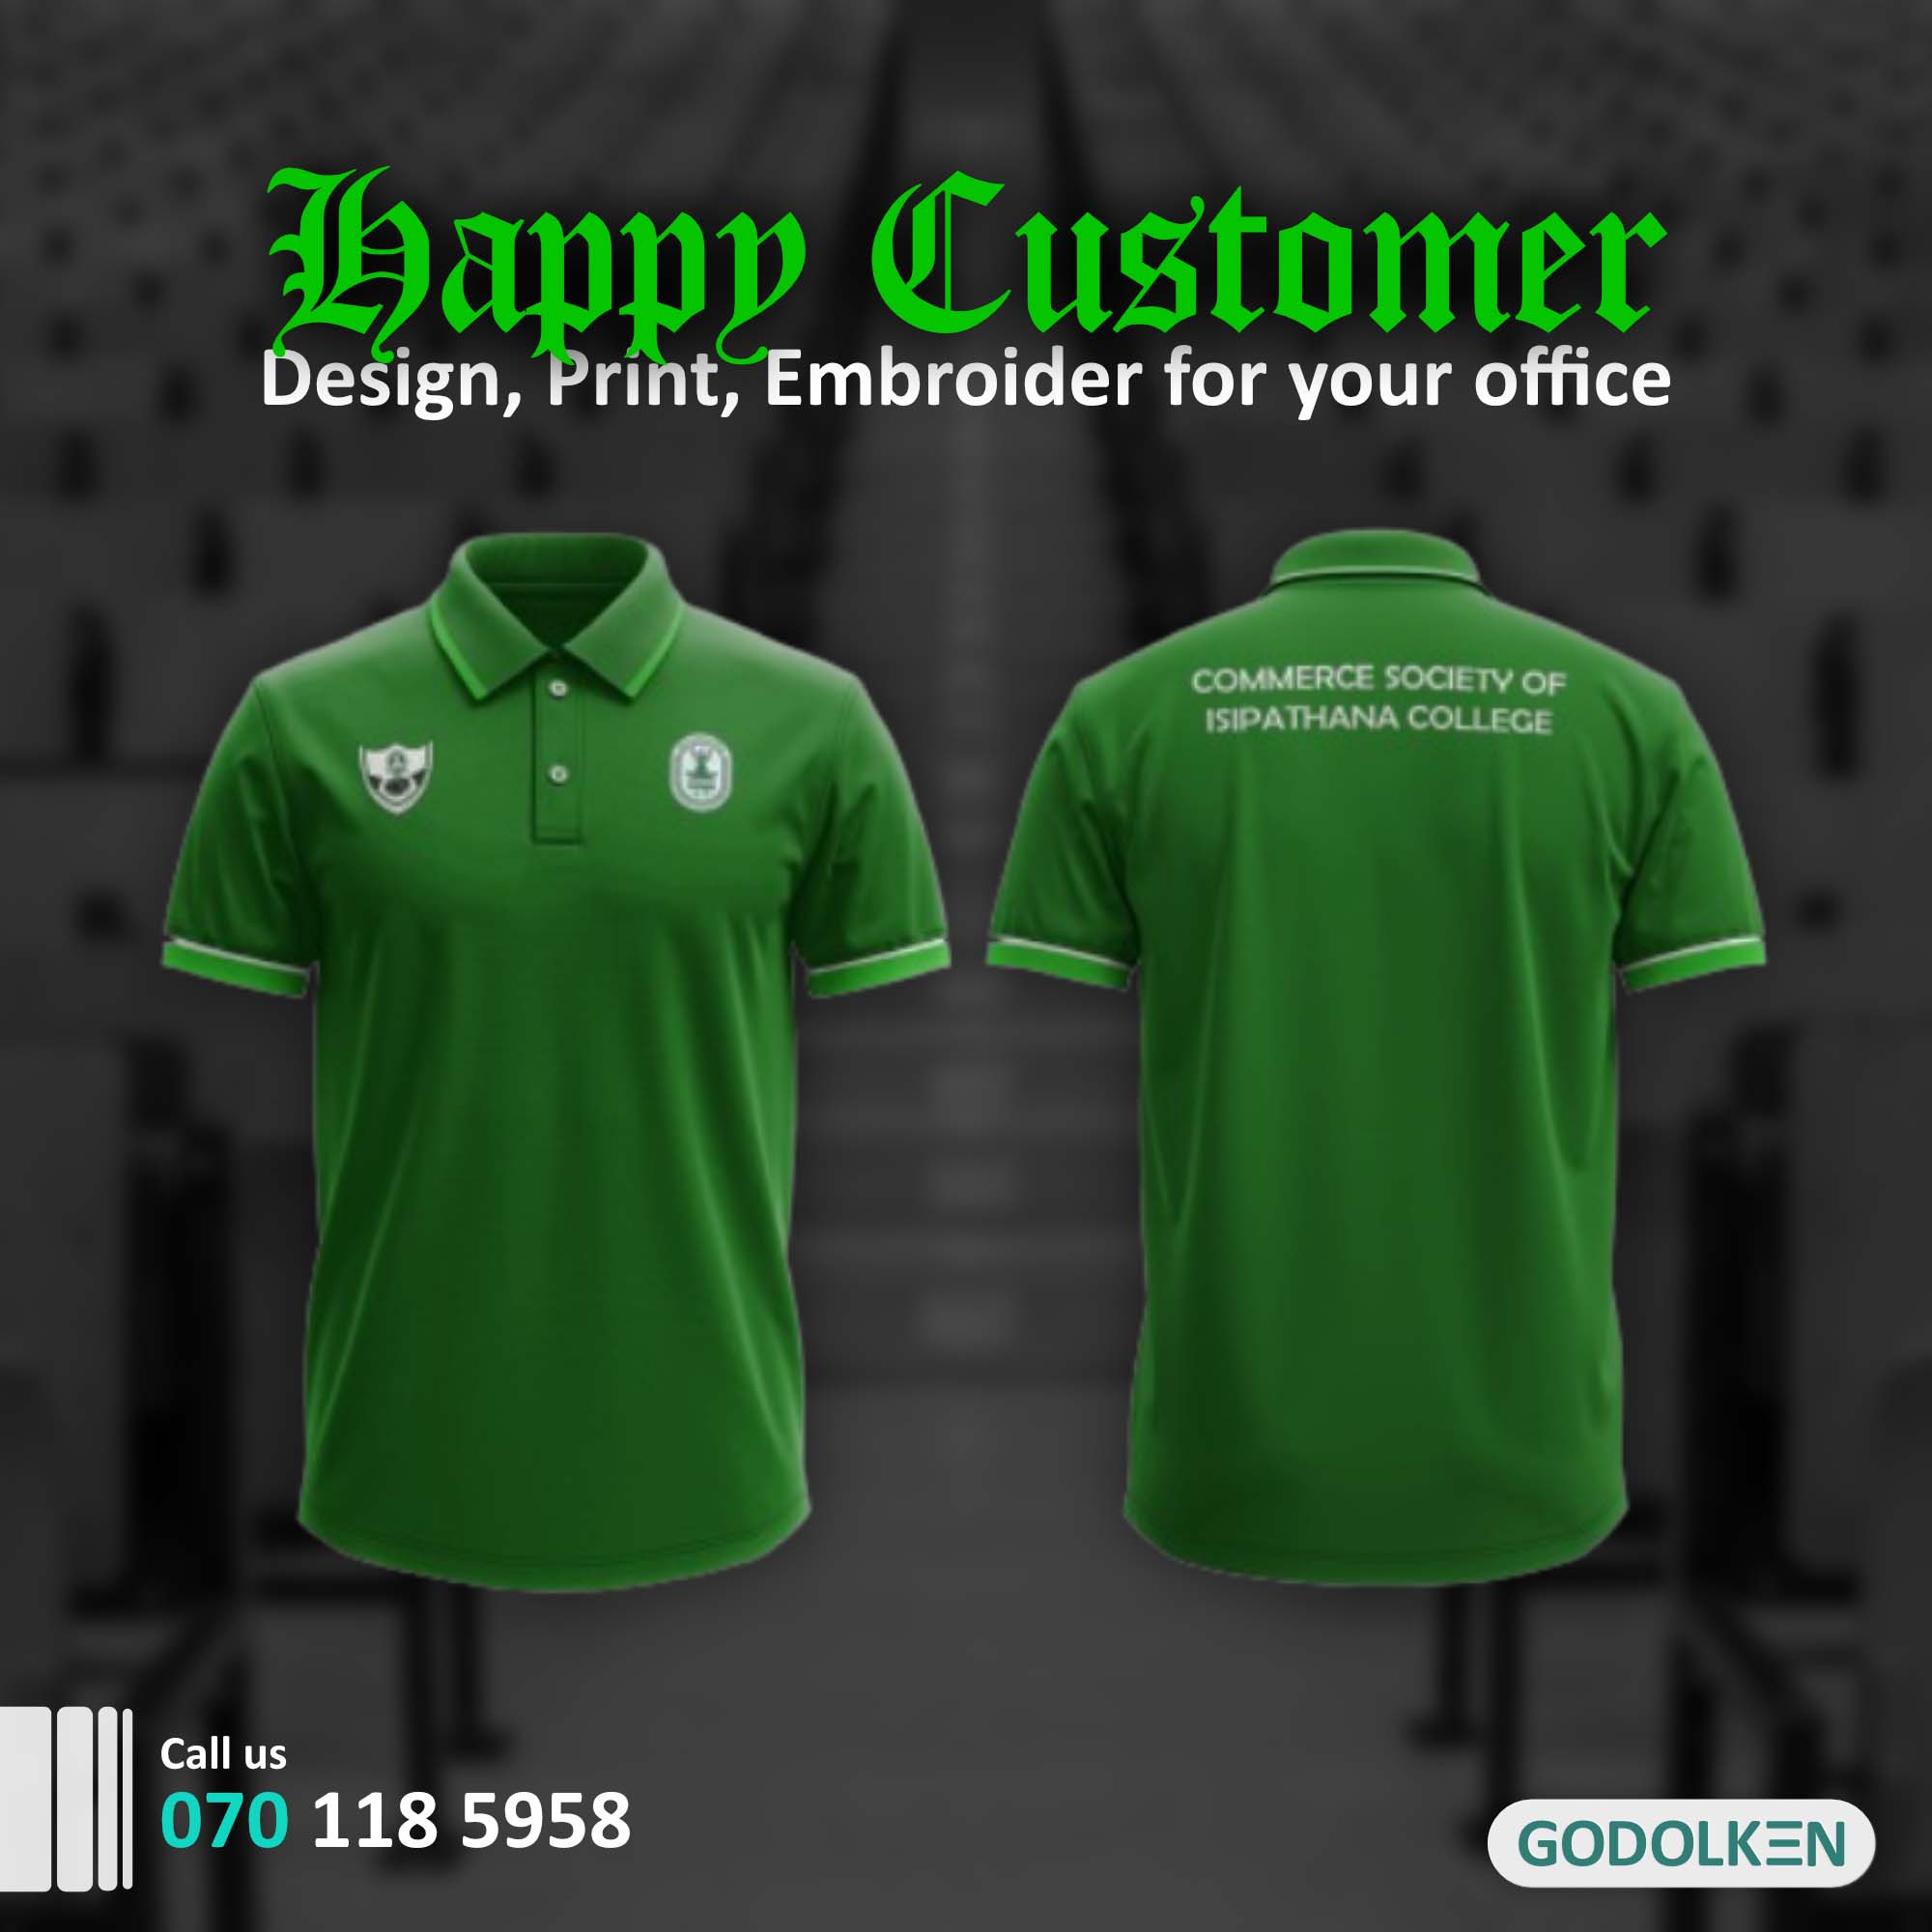 Happy Customer
Design, Print, Embroider for your office
COMMERCE SOCIETY OF
ISIPATHANA COLLEGE
Call us
070 118 5958
GODOLKEN